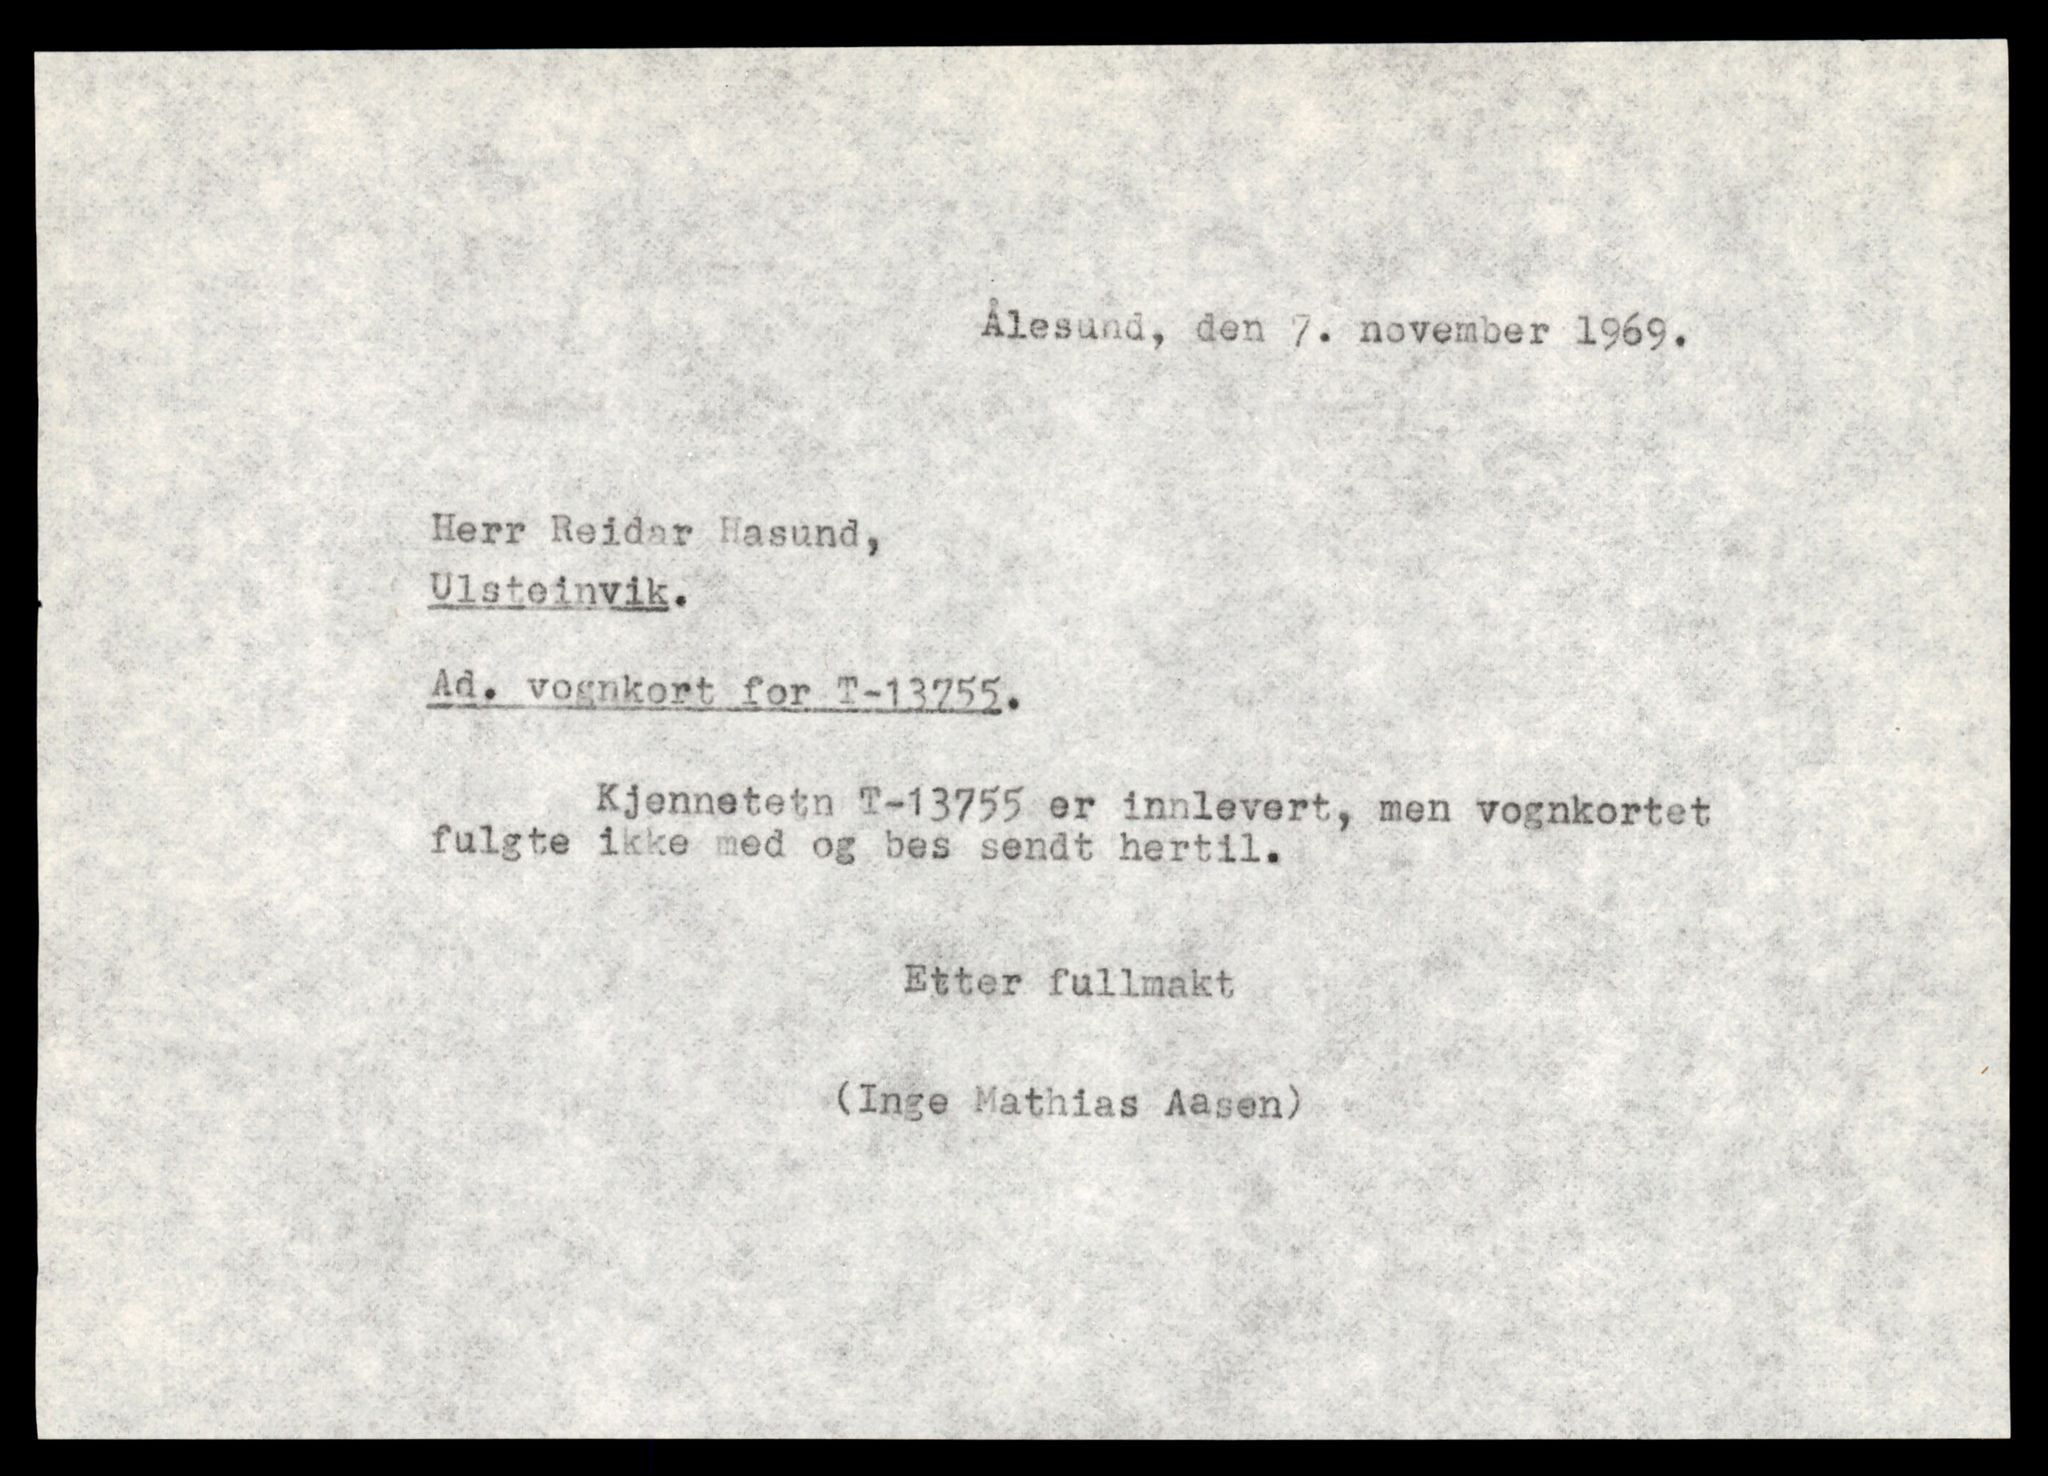 Ålesund, den 7. november 1969.
Herr Reidar Hasund,
Ulsteinvik.
Ad. vognkort for T-13755.
Kjennetetn T-13755 er innlevert, men vognkortet
fulgte ikke med og bes sendt hertil.
Etter fullmakt
(Inge Mathias Aasen)